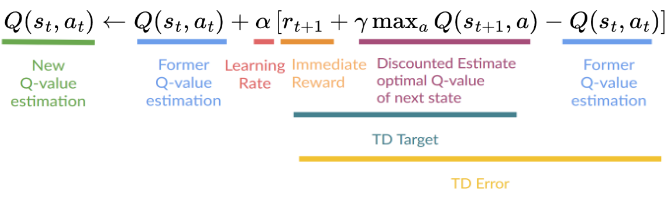 Q(s_t, a_t) ← Q(s_t, a_t) + α [r_{t+1} + γ max_a Q(s_{t+1}, a) − Q(s_t, a_t)]
New
Q-value
estimation
Former
Q-value
estimation
Learning
Rate
Immediate
Reward
Discounted Estimate
optimal Q-value
of next state
Former
Q-value
estimation
TD Target
TD Error